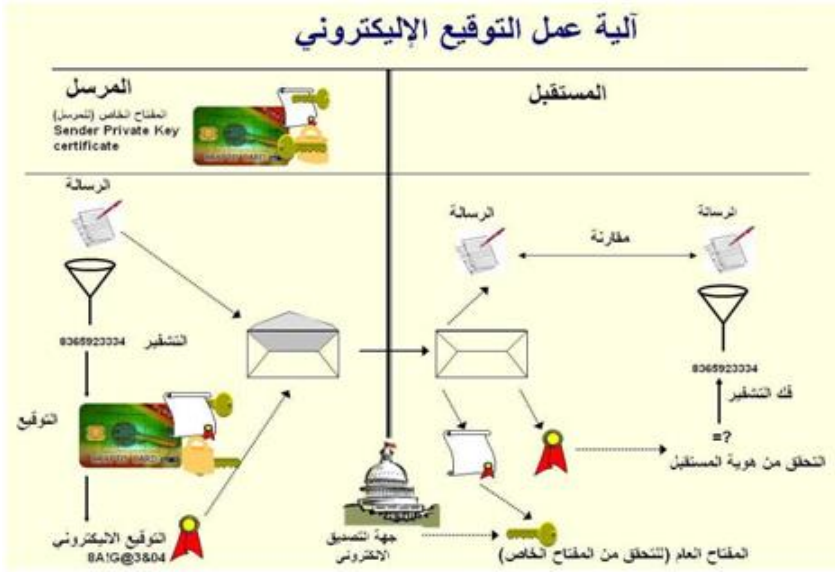 آلية عمل التوقيع الإليكتروني
المرسل
المستقبل
المفتاح الخاص (للمرسل)
Sender Private Key
certificate
الرسالة
الرسالة
الرسالة
مقارنة
8365923334
التشفير
8365923334
فك التشفير
التوقيع
=?
التحقق من هوية المستقبل
التوقيع الاليكتروني
8A!G@3&04
جهة التصديق
الالكتروني
المفتاح العام (للتحقق من المفتاح الخاص)